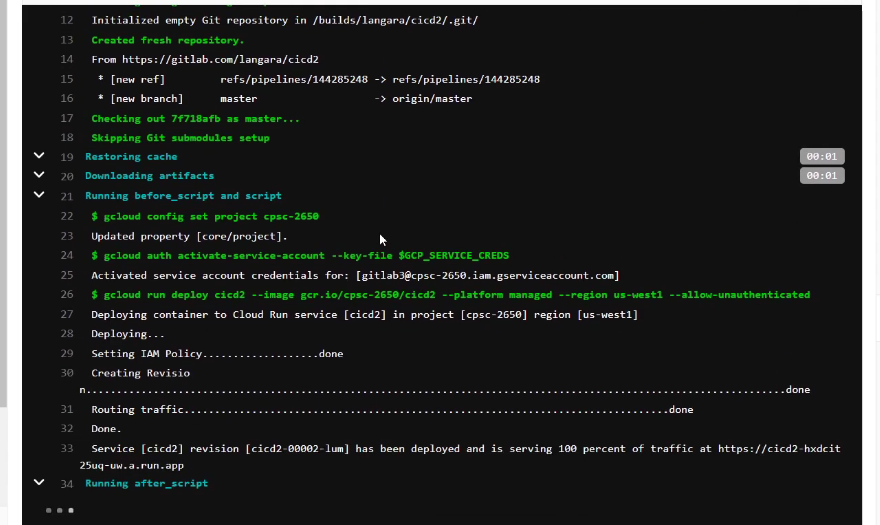 12 Initialized empty Git repository in /builds/langara/cicd2/.git/
13 Created fresh repository.
14 From https://gitlab.com/langara/cicd2
15 * [new ref] refs/pipelines/144285248 -> refs/pipelines/144285248
16 * [new branch] master -> origin/master
17 Checking out 7f718afb as master...
18 Skipping Git submodules setup
19 Restoring cache 00:01
20 Downloading artifacts 00:01
21 Running before_script and script
22 $ gcloud config set project cpsc-2650
23 Updated property [core/project].
24 $ gcloud auth activate-service-account --key-file $GCP_SERVICE_CREDS
25 Activated service account credentials for: [gitlab3@cpsc-2650.iam.gserviceaccount.com]
26 $ gcloud run deploy cicd2 --image gcr.io/cpsc-2650/cicd2 --platform managed --region us-west1 --allow-unauthenticated
27 Deploying container to Cloud Run service [cicd2] in project [cpsc-2650] region [us-west1]
28 Deploying...
29 Setting IAM Policy...................done
30 Creating Revisio
n.................................................................................................................done
31 Routing traffic...............................................................................done
32 Done.
33 Service [cicd2] revision [cicd2-00002-lum] has been deployed and is serving 100 percent of traffic at https://cicd2-hxdcit
25uq-uw.a.run.app
34 Running after_script